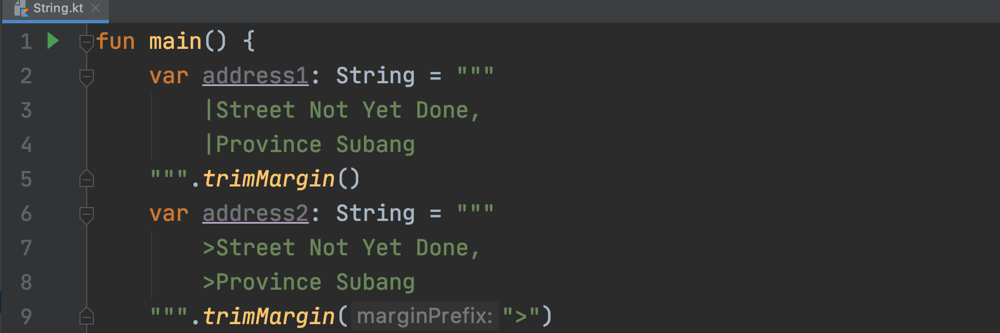 String.kt
1 fun main() {
2 var address1: String = """
3 |Street Not Yet Done,
4 |Province Subang
5 """.trimMargin()
6 var address2: String = """
7 >Street Not Yet Done,
8 >Province Subang
9 """.trimMargin( marginPrefix: ">")